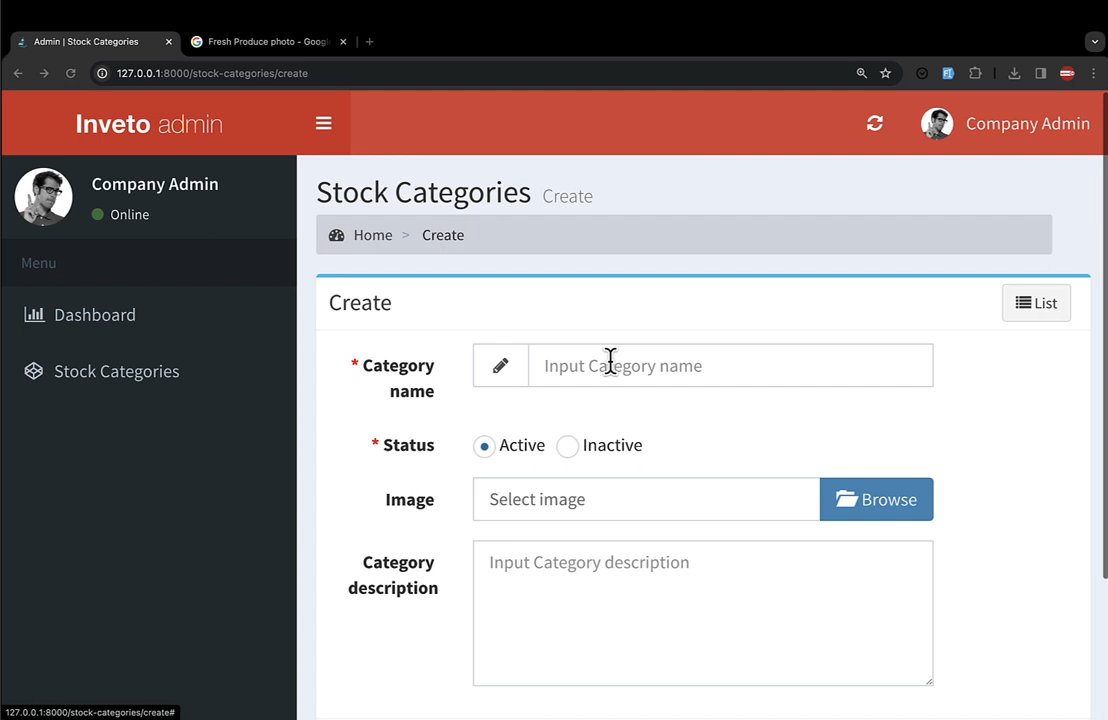 Admin | Stock Categories
Fresh Produce photo - Googl
127.0.0.1:8000/stock-categories/create
Inveto admin
Company Admin
Company Admin
Online
Menu
Dashboard
Stock Categories
Stock Categories Create
Home > Create
Create
List
* Category name
Input Category name
* Status
Active
Inactive
Image
Select image
Browse
Category description
Input Category description
127.0.0.1:8000/stock-categories/create#